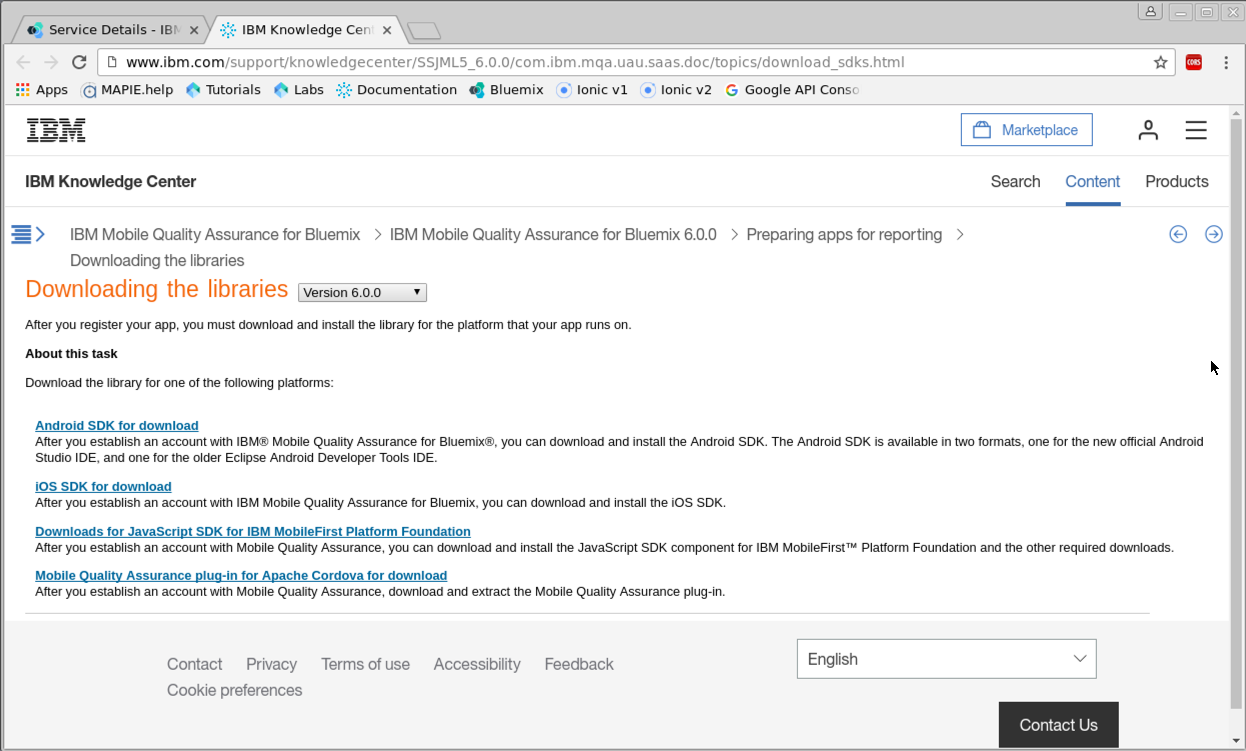 Service Details - IBM
IBM Knowledge Cen
www.ibm.com/support/knowledgecenter/SSJML5_6.0.0/com.ibm.mqa.uau.saas.doc/topics/download_sdks.html
CORS
Apps MAPIE.help Tutorials Labs Documentation Bluemix Ionic v1 Ionic v2 Google API Conso
IBM
Marketplace
IBM Knowledge Center
Search Content Products
IBM Mobile Quality Assurance for Bluemix > IBM Mobile Quality Assurance for Bluemix 6.0.0 > Preparing apps for reporting >
Downloading the libraries
Downloading the libraries Version 6.0.0
After you register your app, you must download and install the library for the platform that your app runs on.
About this task
Download the library for one of the following platforms:
Android SDK for download
After you establish an account with IBM® Mobile Quality Assurance for Bluemix®, you can download and install the Android SDK. The Android SDK is available in two formats, one for the new official Android
Studio IDE, and one for the older Eclipse Android Developer Tools IDE.
iOS SDK for download
After you establish an account with IBM Mobile Quality Assurance for Bluemix, you can download and install the iOS SDK.
Downloads for JavaScript SDK for IBM MobileFirst Platform Foundation
After you establish an account with Mobile Quality Assurance, you can download and install the JavaScript SDK component for IBM MobileFirst™ Platform Foundation and the other required downloads.
Mobile Quality Assurance plug-in for Apache Cordova for download
After you establish an account with Mobile Quality Assurance, download and extract the Mobile Quality Assurance plug-in.
Contact Privacy Terms of use Accessibility Feedback
Cookie preferences
English
Contact Us